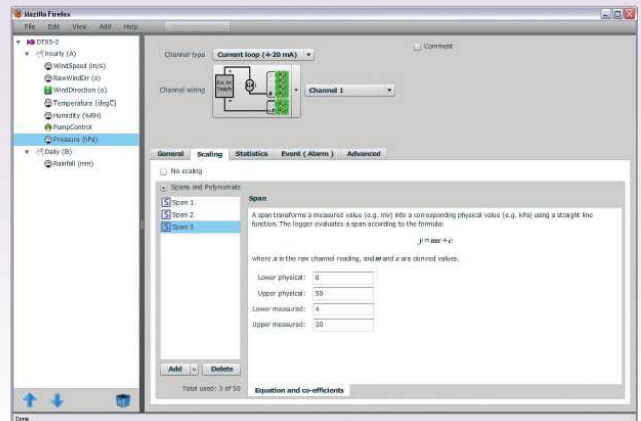 Mozilla Firefox
File Edit View Add Help
DT85-2
Hourly (A)
WindSpeed (m/s)
RawWindDir (o)
WindDirection (o)
Temperature (degC)
Humidity (%RH)
PumpControl
Pressure (hPa)
Daily (B)
Rainfall (mm)
Channel type Current loop (4-20 mA)
Comment
Channel wiring
Channel 1
General Scaling Statistics Event ( Alarm ) Advanced
No scaling
Spans and Polynomials
Span 1
Span 2
Span 3
Span
A span transforms a measured value (e.g. mV) into a corresponding physical value (e.g. kPa) using a straight line
function. The logger evaluates a span according to the formula:
y=mx+c
where x is the raw channel reading, and m and c are derived values.
Lower physical: 0
Upper physical: 50
Lower measured: 4
Upper measured: 20
Add Delete
Total used: 3 of 50
Equation and co-efficients
Done